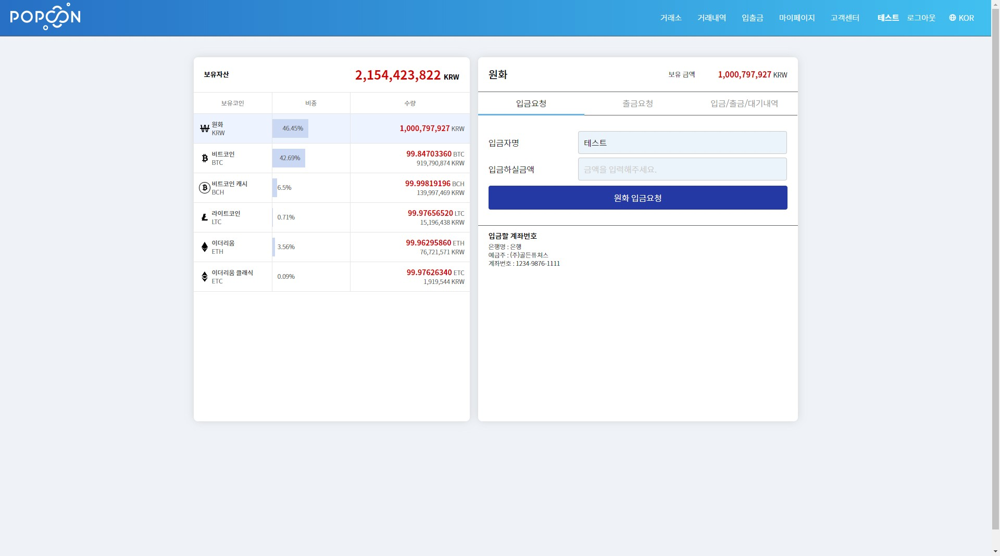 POPCON
거래소 거래내역 입출금 마이페이지 고객센터 테스트 로그아웃 KOR
보유자산 2,154,423,822 KRW
보유코인 비중 수량
원화 KRW 46.45% 1,000,797,927 KRW
비트코인 99.84703360 BTC
BTC 42.69% 919,790,874 KRW
비트코인 캐시 99.99819196 BCH
BCH 6.5% 139,997,469 KRW
라이트코인 99.97656520 LTC
LTC 0.71% 15,196,438 KRW
이더리움 99.96295860 ETH
ETH 3.56% 76,721,571 KRW
이더리움 클래식 99.97626340 ETC
ETC 0.09% 1,919,544 KRW
원화 보유 금액 1,000,797,927 KRW
입금요청 출금요청 입금/출금/대기내역
입금자명 테스트
입금하실금액 금액을 입력해주세요.
원화 입금요청
입금할 계좌번호
은행명 : 은행
예금주 : (주)골든퓨쳐스
계좌번호 : 1234-9876-1111